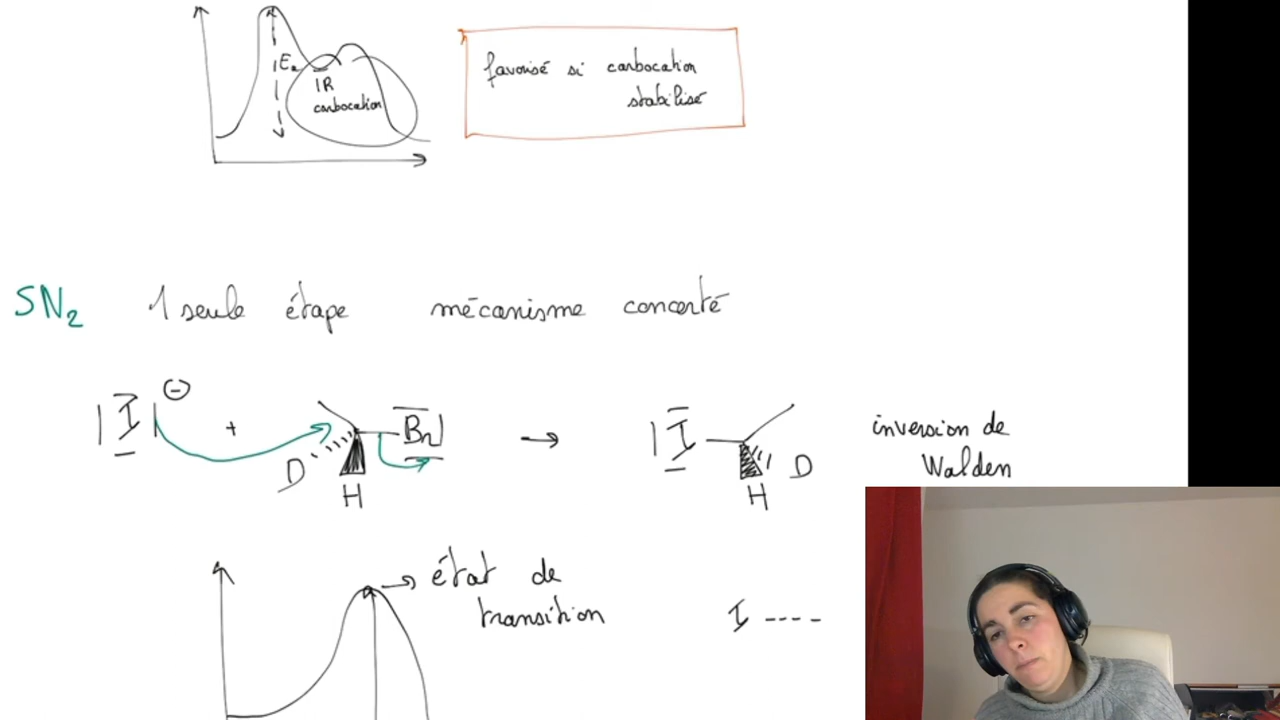 Ea
IR
carbocation
favorisé si carbocation
stabilisé
SN2 1 seule étape mécanisme concerté
|I| ⊖ + D H Br| → |I D H
inversion de
Walden
état de
transition
I ----